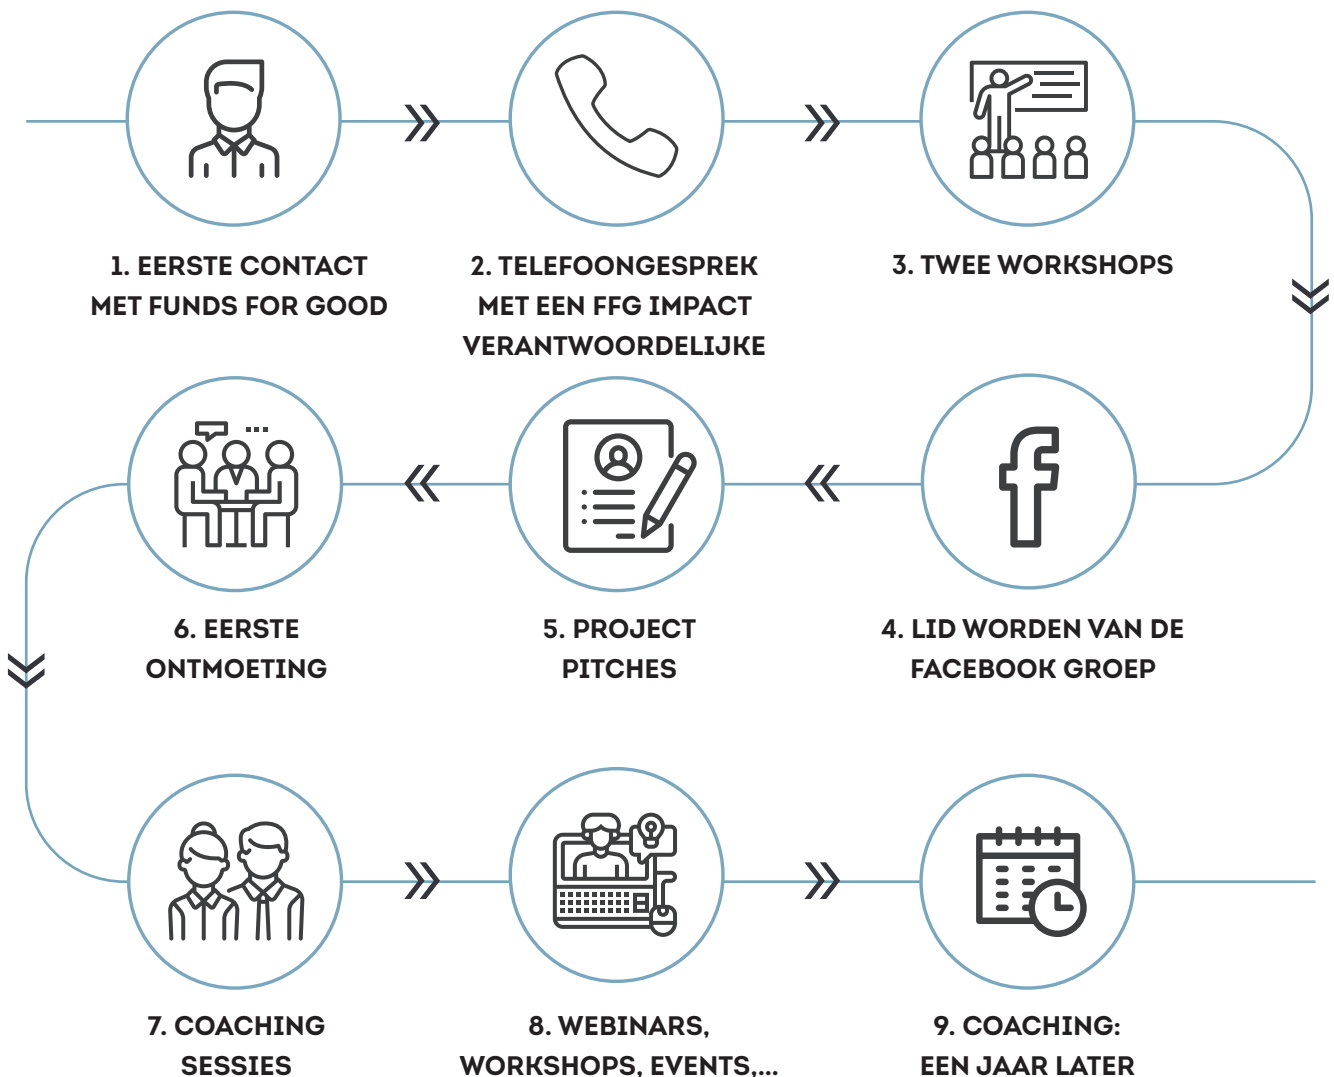 1. EERSTE CONTACT
MET FUNDS FOR GOOD
2. TELEFOONGESPREK
MET EEN FFG IMPACT
VERANTWOORDELIJKE
3. TWEE WORKSHOPS
4. LID WORDEN VAN DE
FACEBOOK GROEP
5. PROJECT
PITCHES
6. EERSTE
ONTMOETING
7. COACHING
SESSIES
8. WEBINARS,
WORKSHOPS, EVENTS,...
9. COACHING:
EEN JAAR LATER